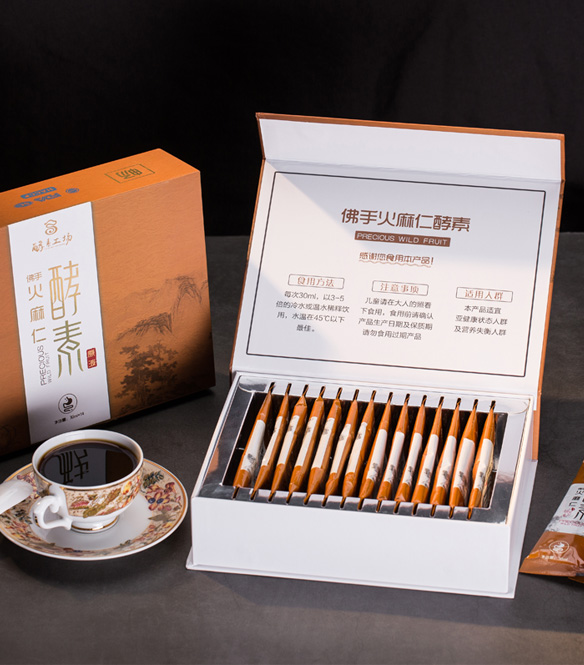 酵素工坊
佛手
火麻仁
酵素
原液
PRECIOUS
WILD FRUIT
佛手火麻仁酵素
PRECIOUS WILD FRUIT
感谢您食用本产品!
食用方法
每次30ml，以3-5
倍的冷水或温水稀释饮
用，水温在45℃以下
最佳。
注意事项
儿童请在大人的照看
下食用，食用前请确认
产品生产日期及保质期
请勿食用过期产品
适用人群
本产品适宜
亚健康状态人群
及营养失衡人群